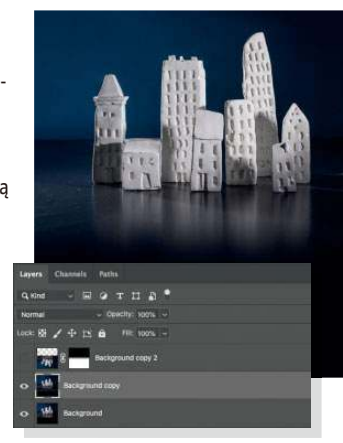 -
ą
Layers Channels Paths
Kind
Normal Opacity: 100%
Lock: Fill: 100%
Background copy 2
Background copy
Background